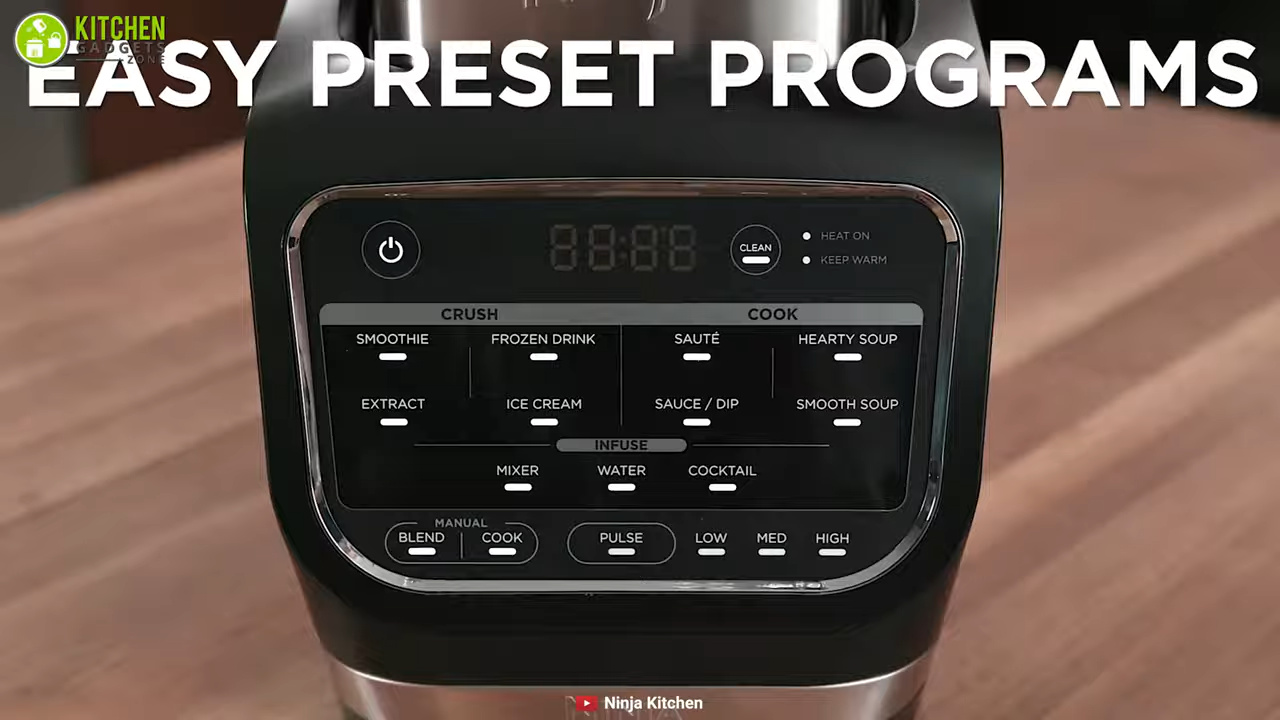 KITCHEN
GADGETS
ZONE
EASY PRESET PROGRAMS
88:88
CLEAN
HEAT ON
KEEP WARM
CRUSH
COOK
SMOOTHIE
FROZEN DRINK
SAUTÉ
HEARTY SOUP
EXTRACT
ICE CREAM
SAUCE / DIP
SMOOTH SOUP
INFUSE
MIXER
WATER
COCKTAIL
MANUAL
BLEND
COOK
PULSE
LOW
MED
HIGH
Ninja Kitchen